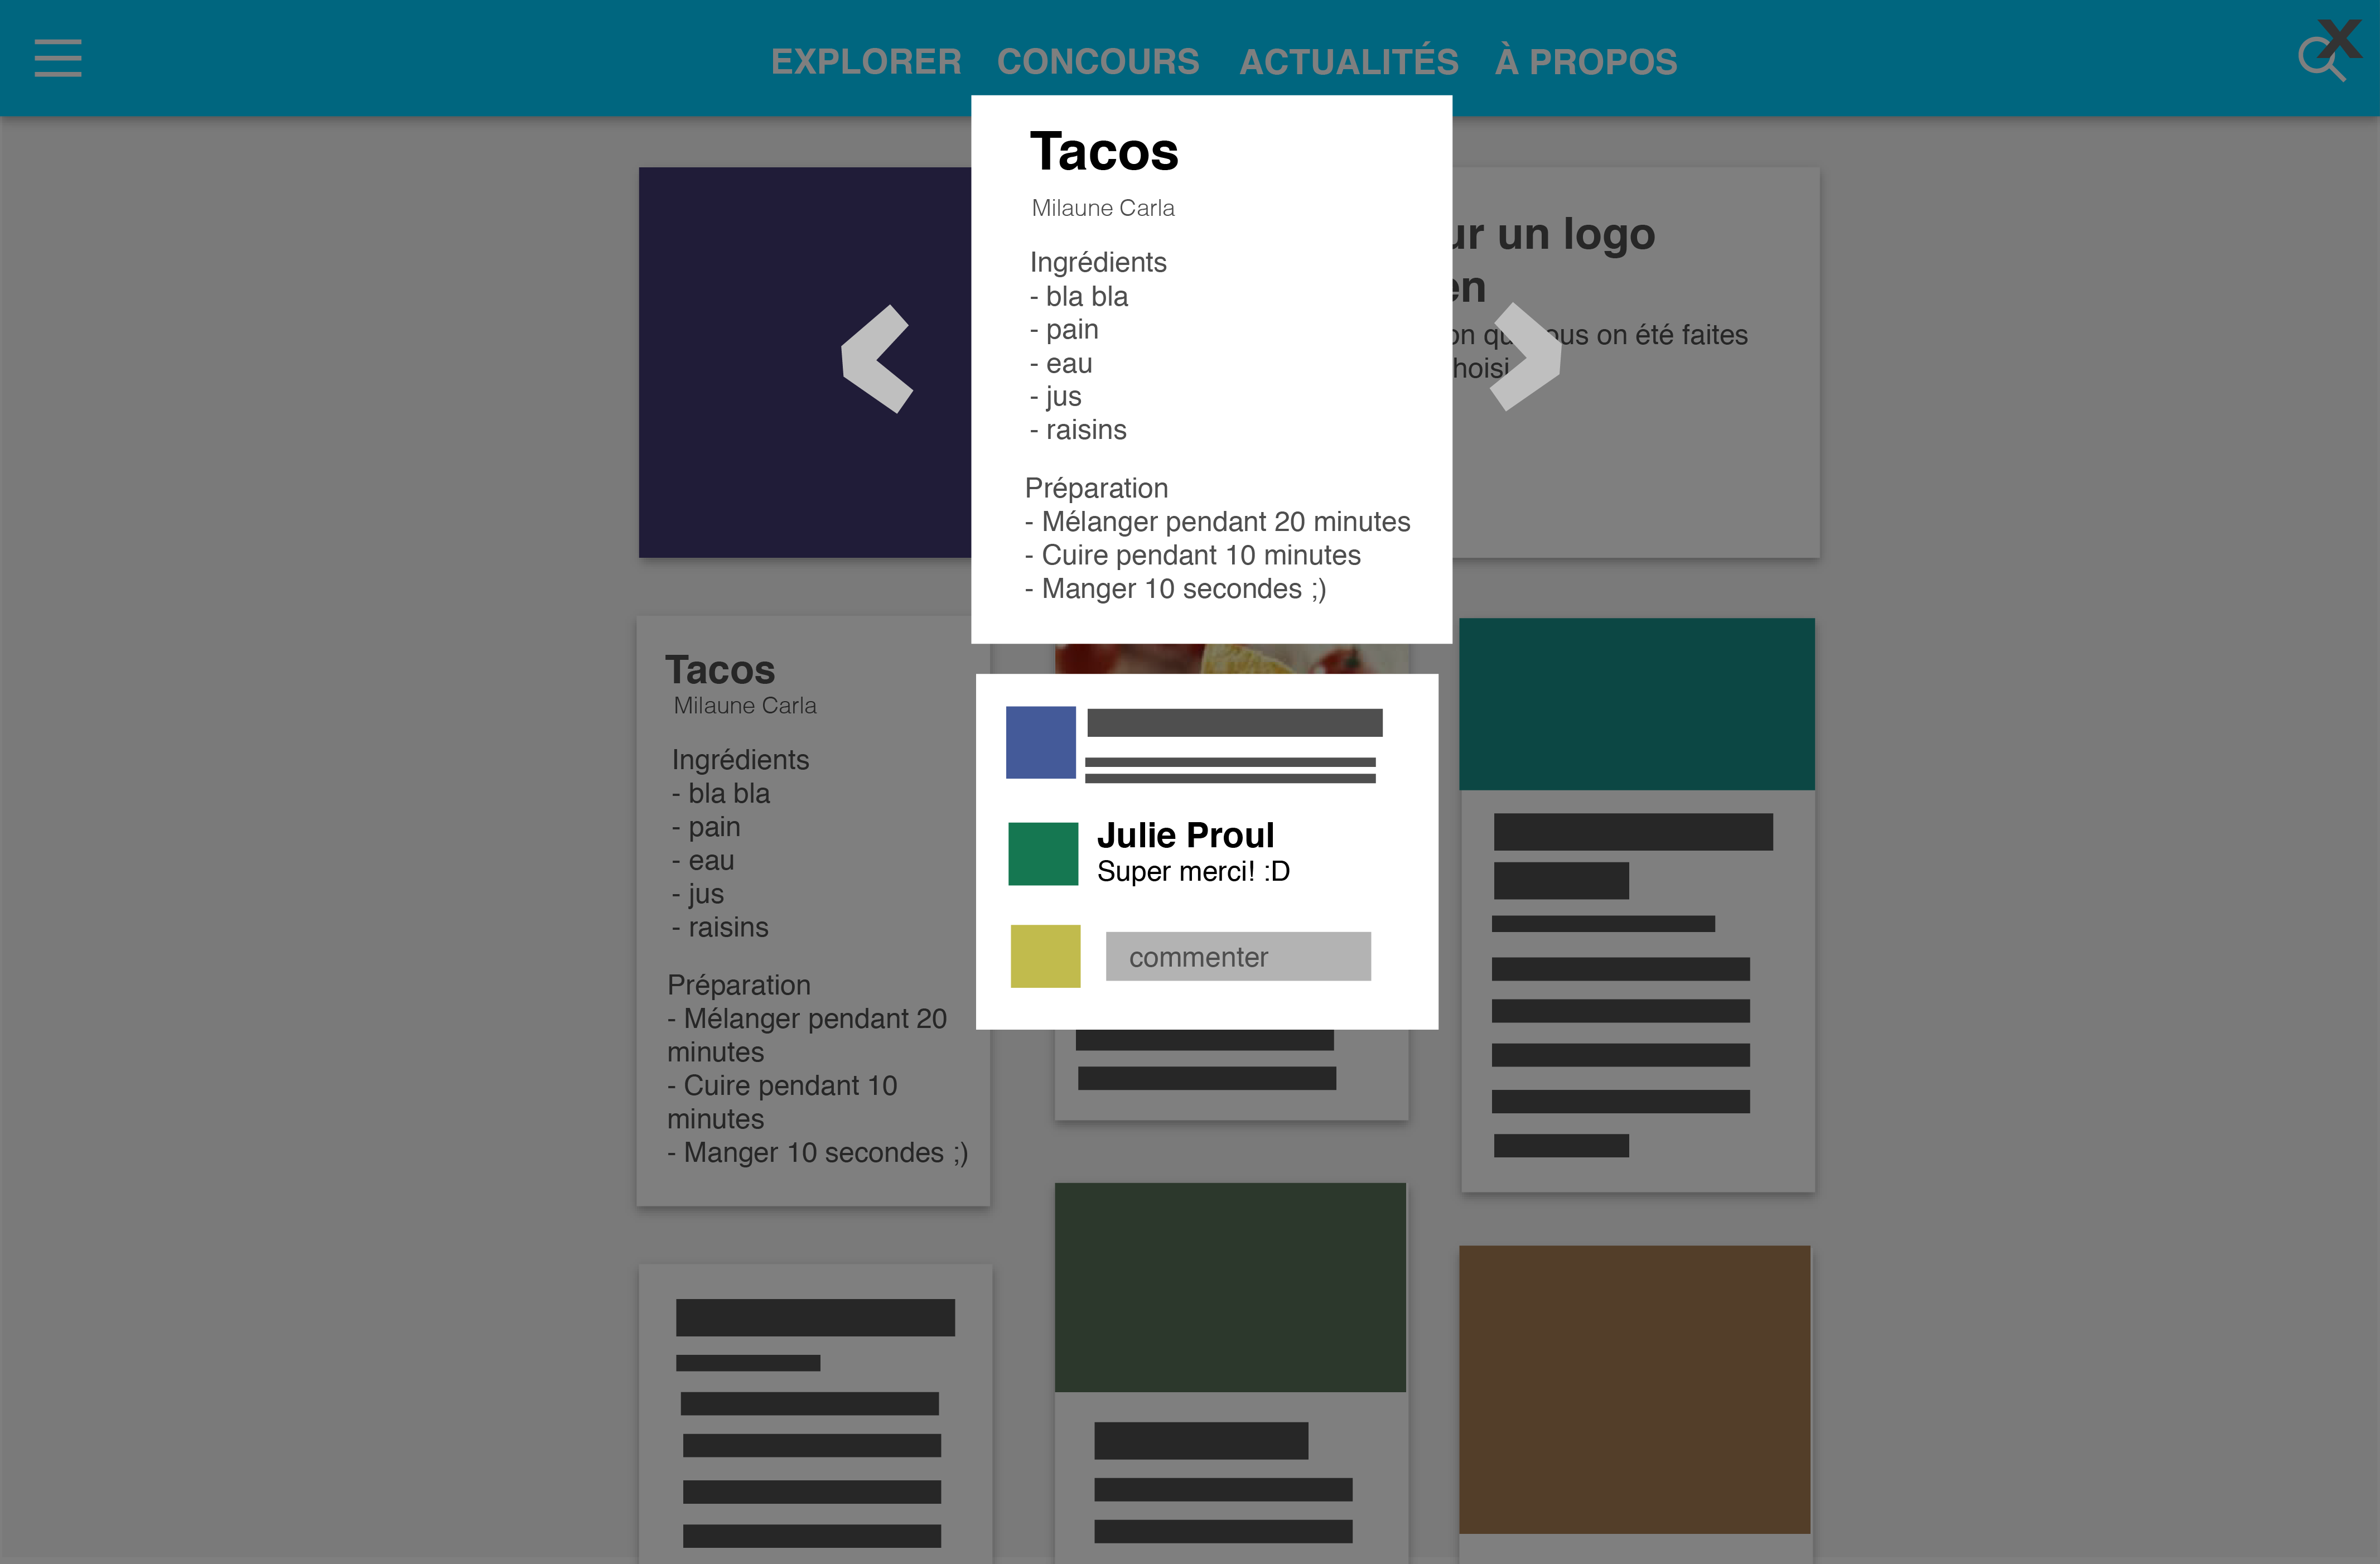 EXPLORER CONCOURS ACTUALITÉS À PROPOS
X
Tacos
Milaune Carla
Ingrédients
- bla bla
- pain
- eau
- jus
- raisins
Préparation
- Mélanger pendant 20 minutes
- Cuire pendant 10 minutes
- Manger 10 secondes ;)
un logo
on été faites
Tacos
Milaune Carla
Ingrédients
- bla bla
- pain
- eau
- jus
- raisins
Préparation
- Mélanger pendant 20
minutes
- Cuire pendant 10
minutes
- Manger 10 secondes ;)
Julie Proul
Super merci! :D
commenter